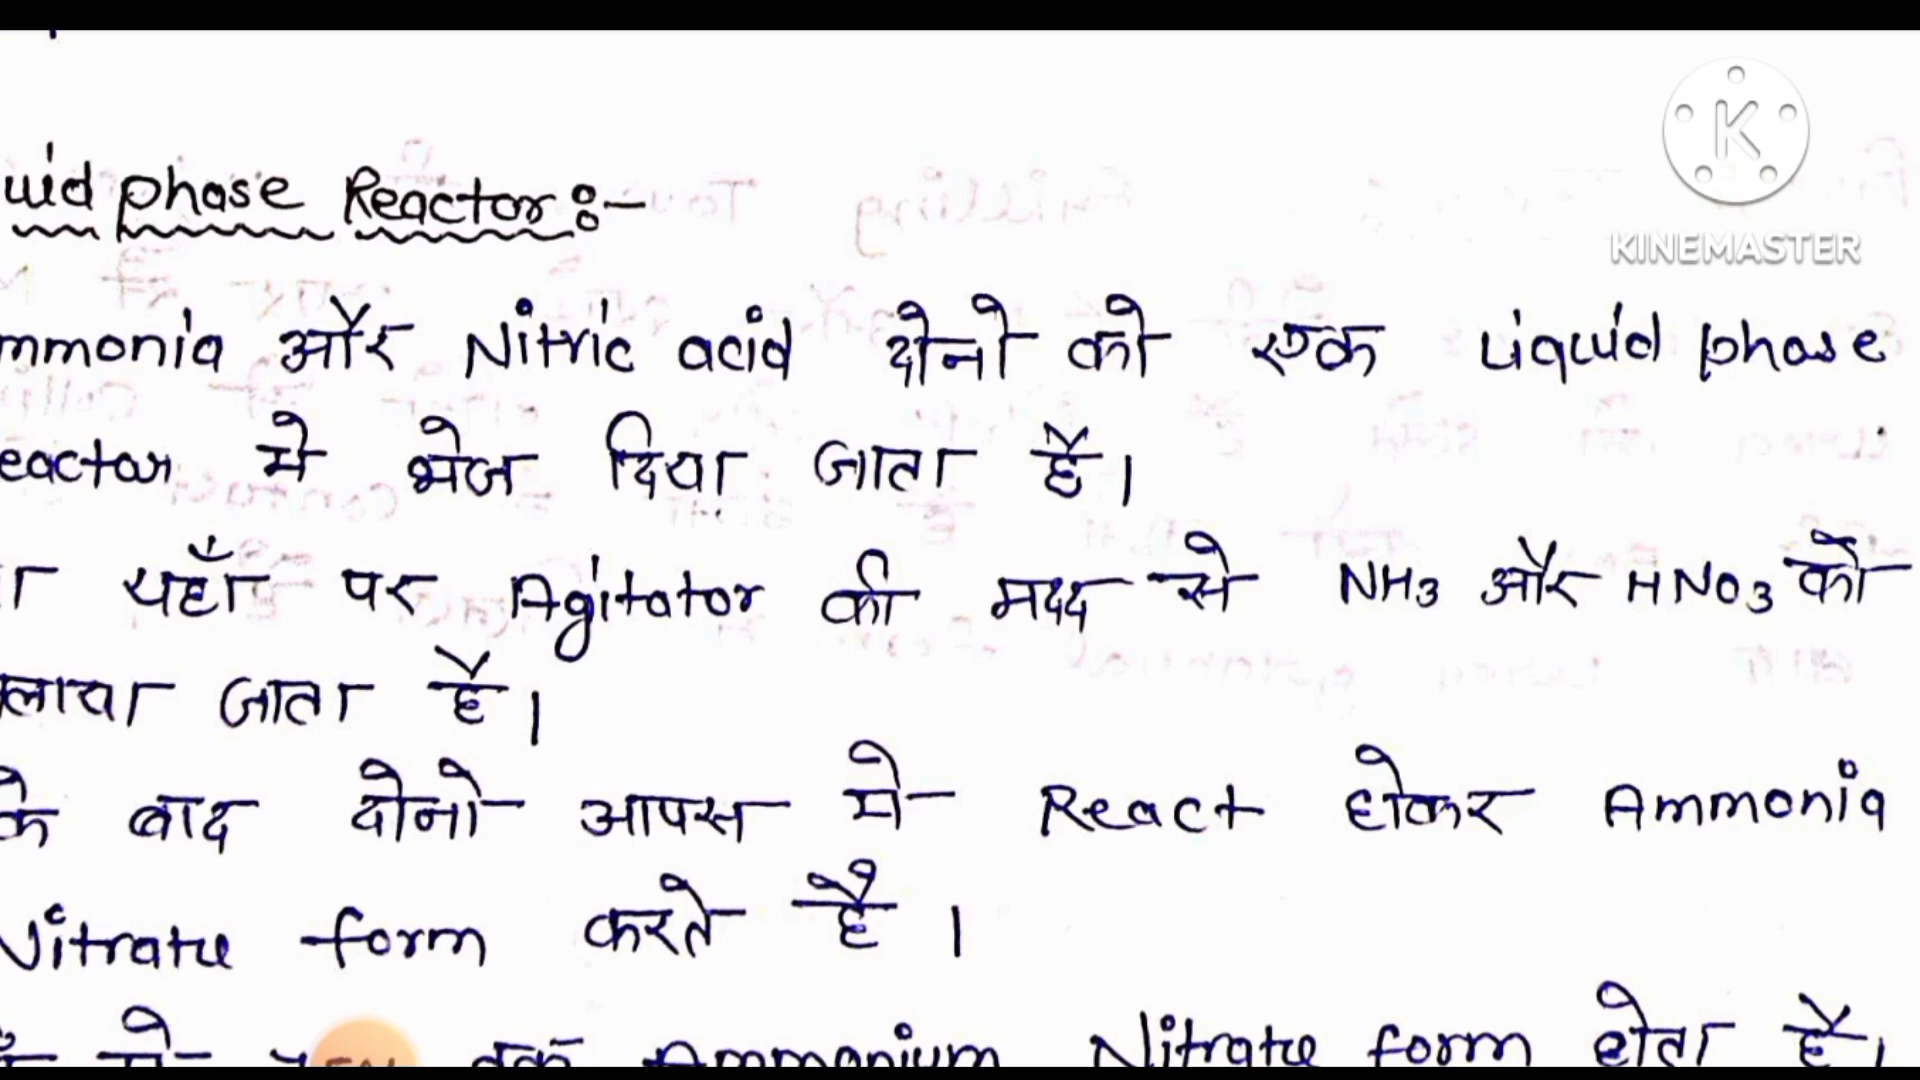 uid phase Reactor :-
K
KINEMASTER
mmonia और Nitric acid दोनो को एक Liquid phase
eactor मे भेज दिया जाता है।
ा यहाँ पर Agitator की मदद से NH3 और HNO3 को
लाया जाता है।
के बाद दोनो आपस मे React होकर Ammonia
Nitrate form करते है।
से तक Ammonium Nitrate form होता है।